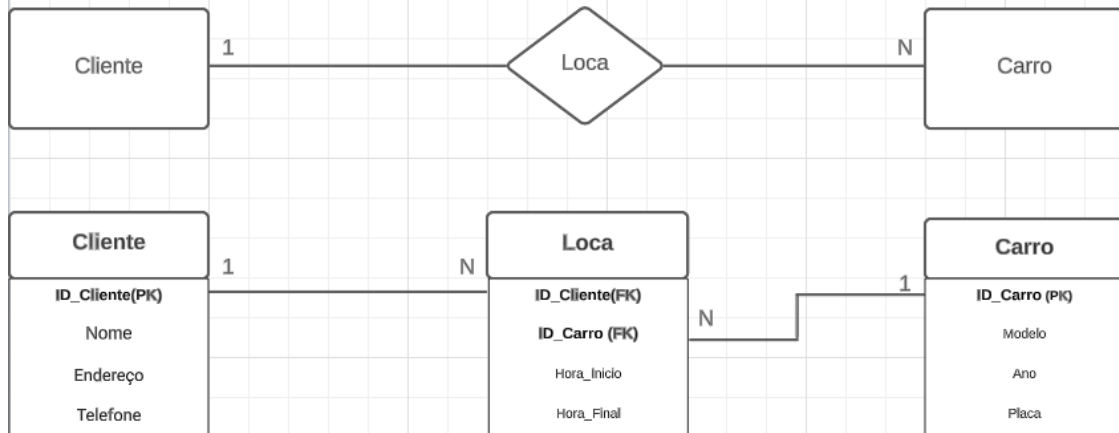 Cliente
1
Loca
N
Carro
Cliente
1
ID_Cliente(PK)
Nome
Endereço
Telefone
N
Loca
ID_Cliente(FK)
ID_Carro (FK)
Hora_Inicio
Hora_Final
N
1
Carro
ID_Carro (PK)
Modelo
Ano
Placa